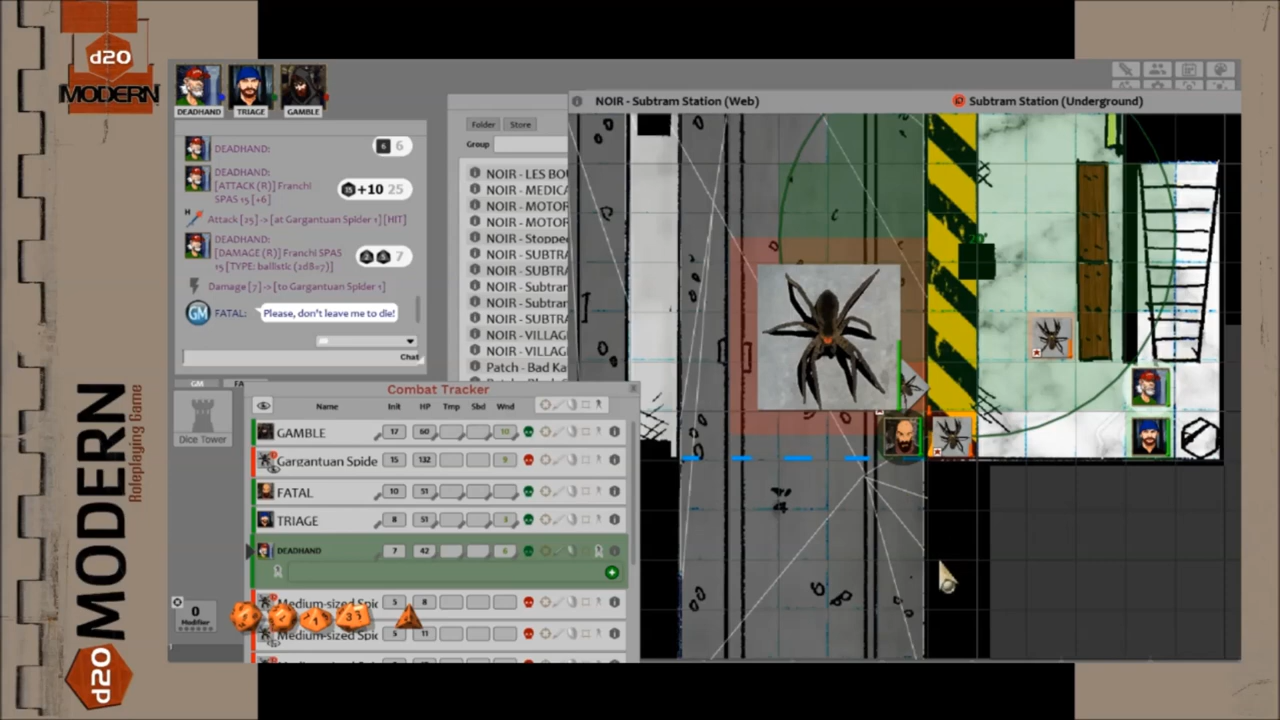 d20
MODERN
MODERN
Roleplaying Game
d20
DEADHAND
TRIAGE
GAMBLE
DEADHAND:
6 6
DEADHAND:
[ATTACK (R)] Franchi
SPAS 15 [+6]
15 +10 25
Attack [25] -> [at Gargantuan Spider 1] [HIT]
DEADHAND:
[DAMAGE (R)] Franchi SPAS
15 [TYPE: ballistic (2d8=7)]
7
Damage [7] -> [to Gargantuan Spider 1]
GM
FATAL:
Please, don't leave me to die!
Chat
GM
Dice Tower
0
Modifier
Folder
Store
Group
NOIR - LES BOU
NOIR - MEDICA
NOIR - MOTOR
NOIR - MOTOR
NOIR - Stopped
NOIR - SUBTRA
NOIR - SUBTRA
NOIR - Subtran
NOIR - Subtran
NOIR - SUBTRA
NOIR - VILLAGI
NOIR - VILLAGI
Patch - Bad Ka
NOIR - Subtram Station (Web)
Subtram Station (Underground)
Combat Tracker
Name Init HP Tmp Sbd Wnd
GAMBLE 17 60 10
Gargantuan Spide 15 132 9
FATAL 10 51
TRIAGE 8 51 3
DEADHAND 7 42 6
Medium-sized Spic 5 8
Medium-sized Spic 5 11